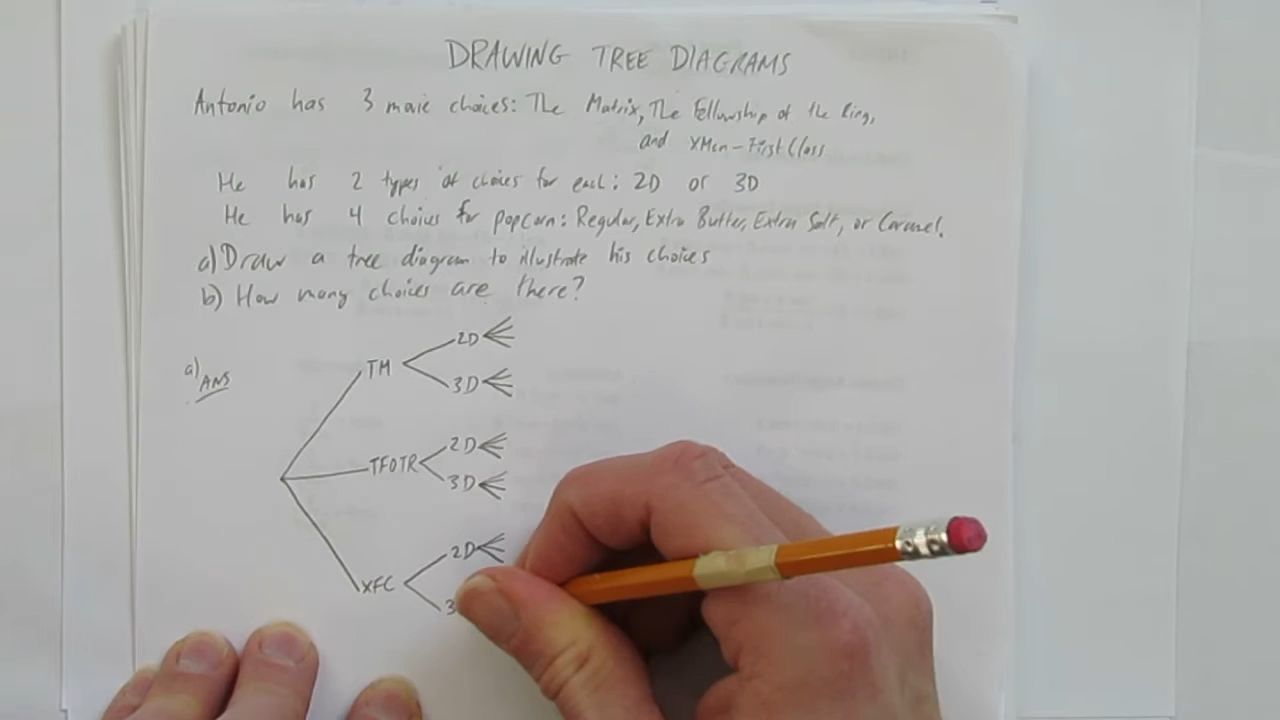 DRAWING TREE DIAGRAMS
Antonio has 3 movie choices: The Matrix, The Fellowship of the Ring,
and XMen-First Class
He has 2 types of choices for each: 2D or 3D
He has 4 choices for popcorn: Regular, Extra Butter, Extra Salt, or Caramel.
a) Draw a tree diagram to illustrate his choices
b) How many choices are there?
a) ANS
2D
TM
3D
2D
TFOTR
3D
2D
XFC
3